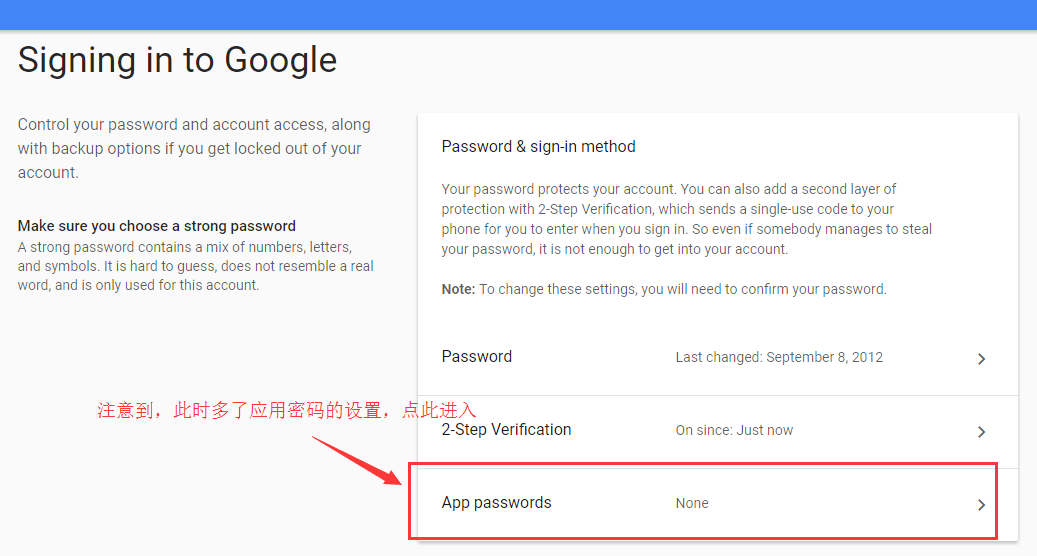 Signing in to Google
Control your password and account access, along
with backup options if you get locked out of your
account.
Make sure you choose a strong password
A strong password contains a mix of numbers, letters,
and symbols. It is hard to guess, does not resemble a real
word, and is only used for this account.
Password & sign-in method
Your password protects your account. You can also add a second layer of
protection with 2-Step Verification, which sends a single-use code to your
phone for you to enter when you sign in. So even if somebody manages to steal
your password, it is not enough to get into your account.
Note: To change these settings, you will need to confirm your password.
Password Last changed: September 8, 2012
注意到，此时多了应用密码的设置，点此进入
2-Step Verification On since: Just now
App passwords None